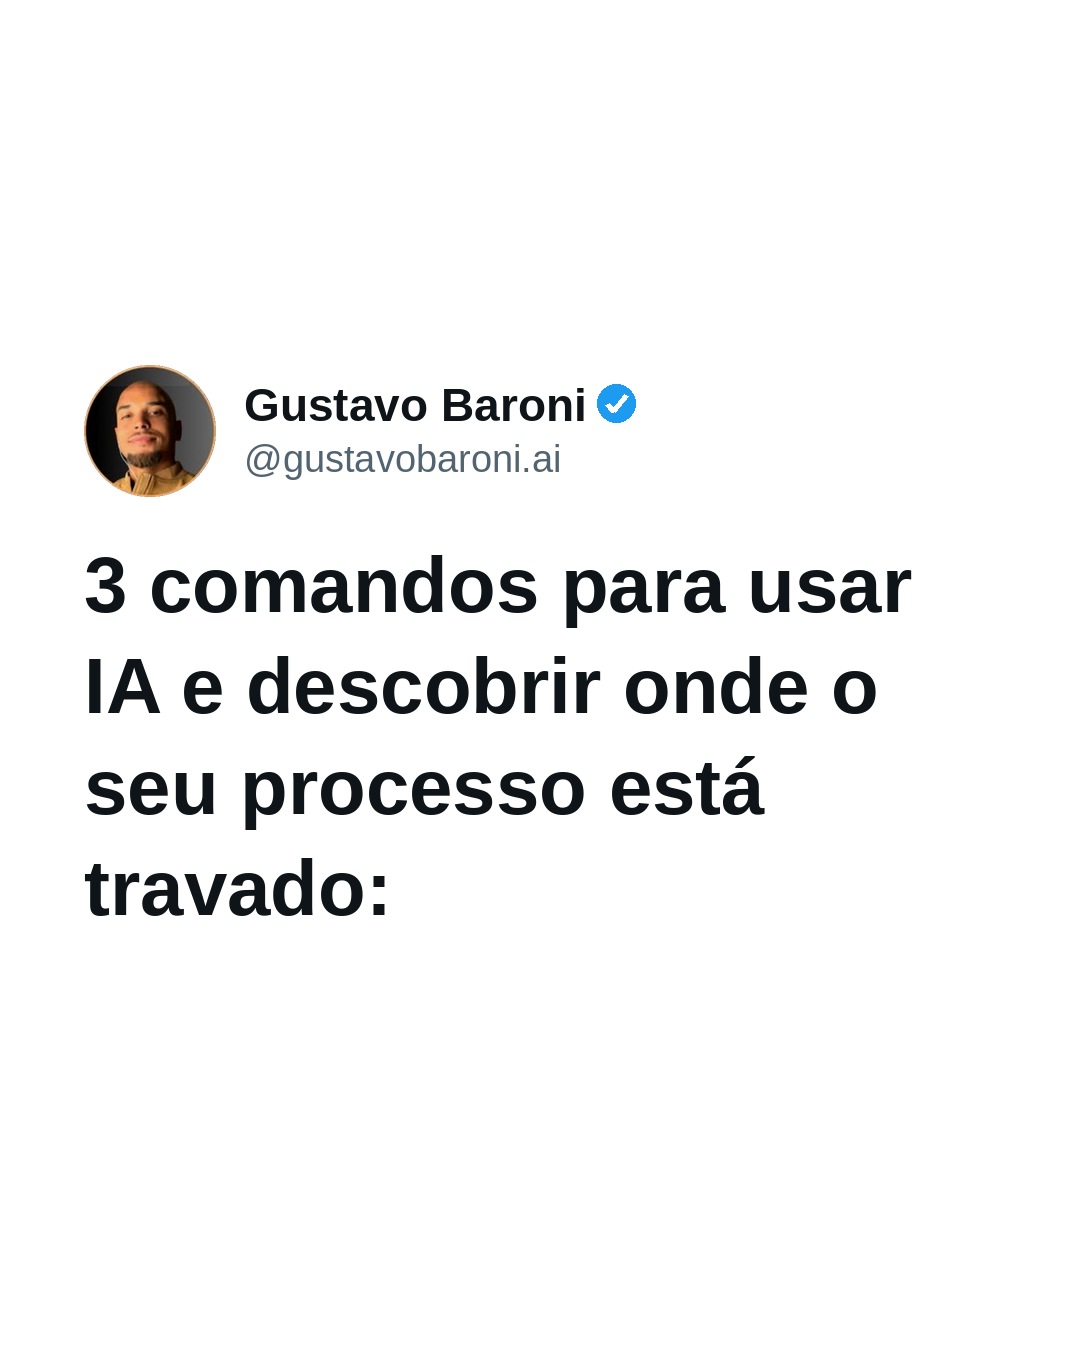 Gustavo Baroni
@gustavobaroni.ai
3 comandos para usar
IA e descobrir onde o
seu processo está
travado: